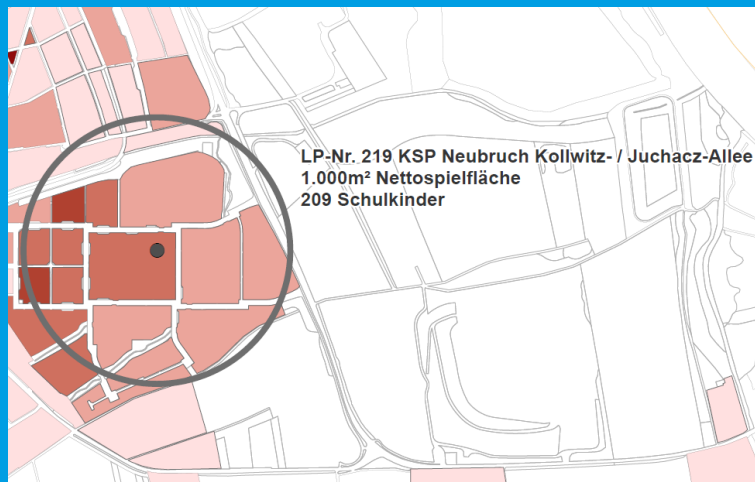 LP-Nr. 219 KSP Neubruch Kollwitz- / Juchacz-Allee
1.000m² Nettospielfläche
209 Schulkinder